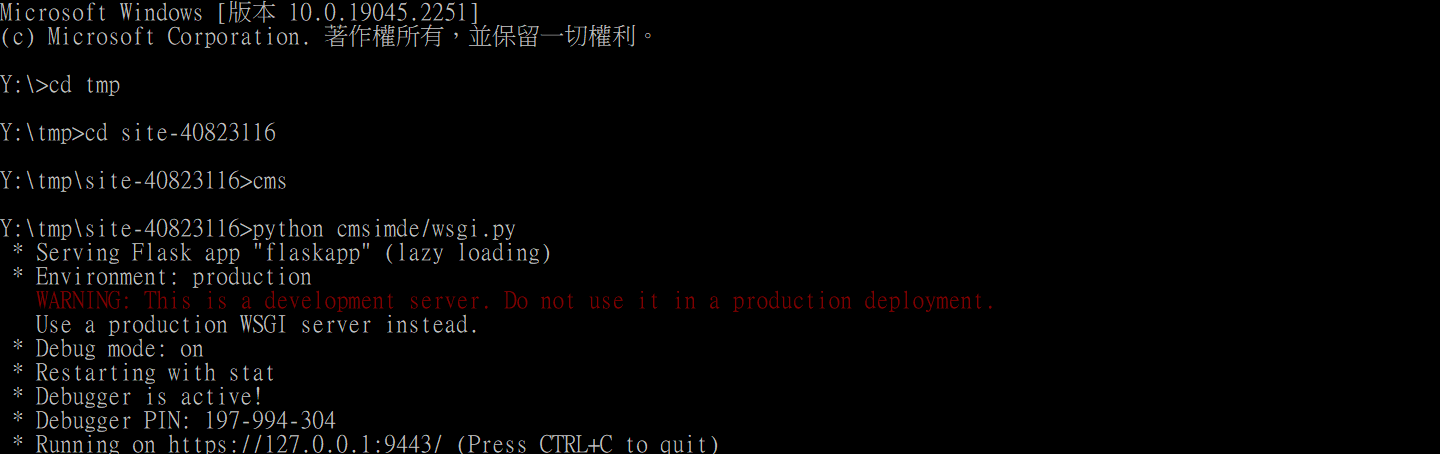 Microsoft Windows [版本 10.0.19045.2251]
(c) Microsoft Corporation. 著作權所有，並保留一切權利。
Y:\>cd tmp
Y:\tmp>cd site-40823116
Y:\tmp\site-40823116>cms
Y:\tmp\site-40823116>python cmsimde/wsgi.py
 * Serving Flask app "flaskapp" (lazy loading)
 * Environment: production
   WARNING: This is a development server. Do not use it in a production deployment.
   Use a production WSGI server instead.
 * Debug mode: on
 * Restarting with stat
 * Debugger is active!
 * Debugger PIN: 197-994-304
 * Running on https://127.0.0.1:9443/ (Press CTRL+C to quit)